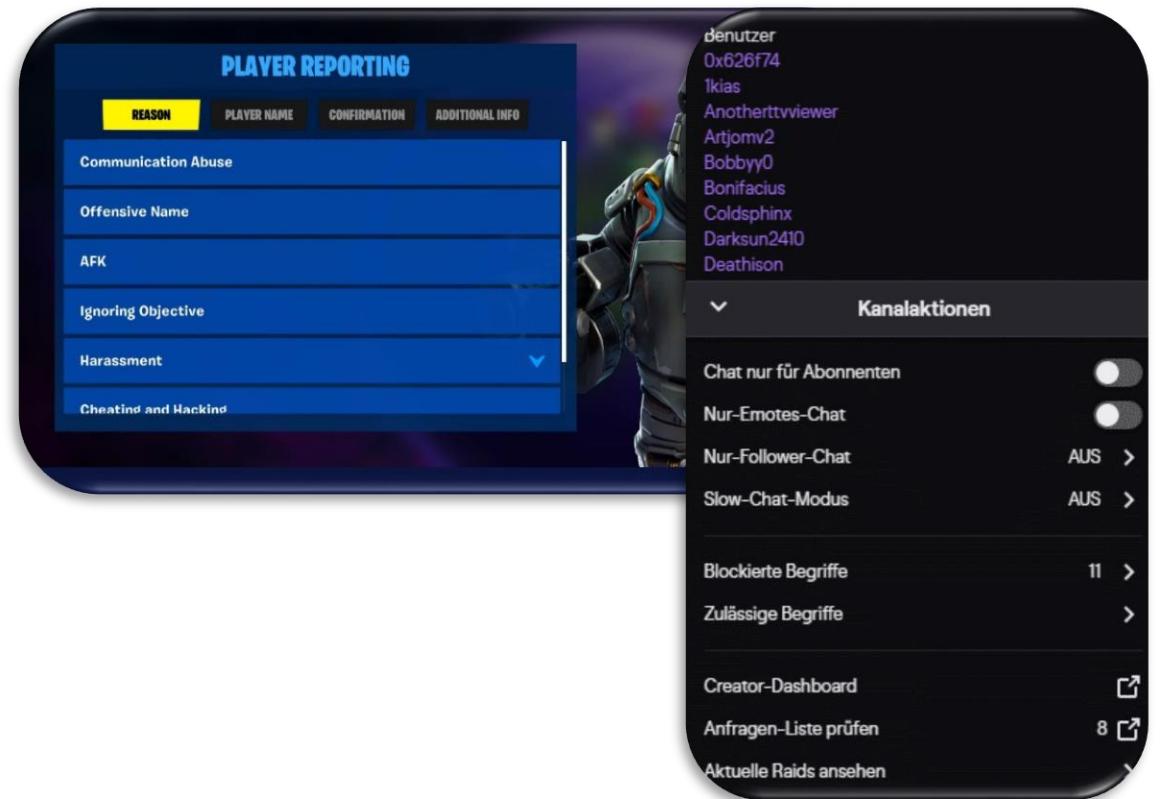 PLAYER REPORTING
REASON PLAYER NAME CONFIRMATION ADDITIONAL INFO
Communication Abuse
Offensive Name
AFK
Ignoring Objective
Harassment
Cheating and Hacking
Benutzer
0x626f74
1kias
Anotherttvviewer
Artjomv2
Bobbyy0
Bonifacius
Coldsphinx
Darksun2410
Deathison
Kanalaktionen
Chat nur für Abonnenten
Nur-Emotes-Chat
Nur-Follower-Chat AUS
Slow-Chat-Modus AUS
Blockierte Begriffe 11
Zulässige Begriffe
Creator-Dashboard
Anfragen-Liste prüfen 8
Aktuelle Raids ansehen